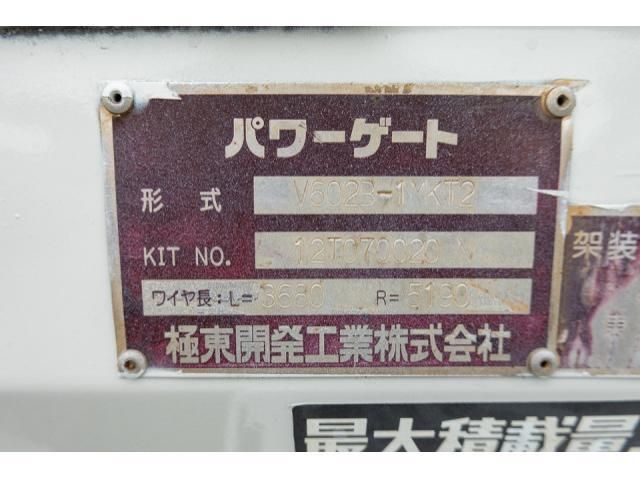 パワーゲート
形式 V602B-1YKT2
KIT NO. 12T070020 N
ワイヤ長:L= 3680 R= 5190
極東開発工業株式会社
架装
最大積載量